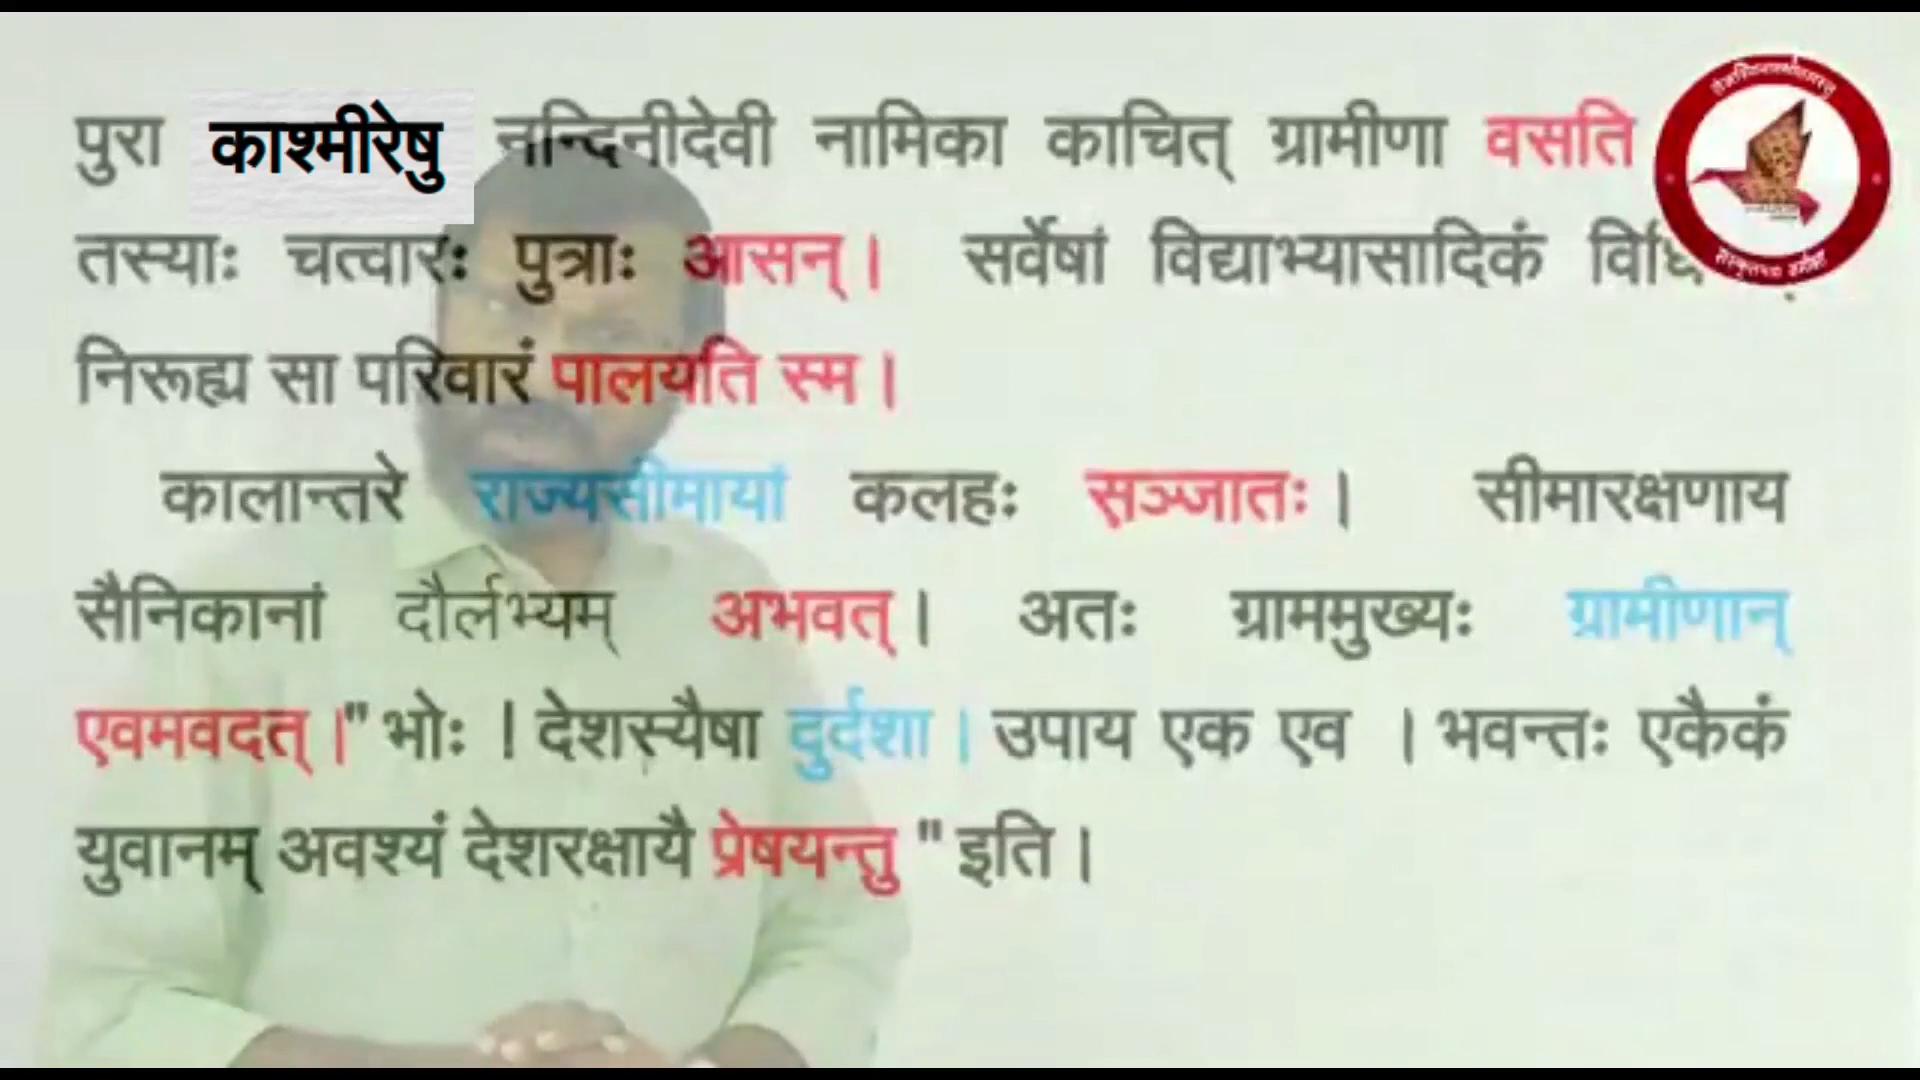 पुरा काश्मीरेषु नन्दिनीदेवी नामिका काचित् ग्रामीणा वसति
तस्याः चत्वारः पुत्राः आसन्। सर्वेषां विद्याभ्यासादिकं
निरूह्य सा परिवारं पालयति स्म।
कालान्तरे राज्यसीमायां कलहः सञ्जातः। सीमारक्षणाय
सैनिकानां दौर्लभ्यम् अभवत्। अतः ग्राममुख्यः ग्रामीणान्
एवमवदत्।" भोः ! देशस्यैषा दुर्दशा। उपाय एक एव । भवन्तः एकैकं
युवानम् अवश्यं देशरक्षायै प्रेषयन्तु " इति।